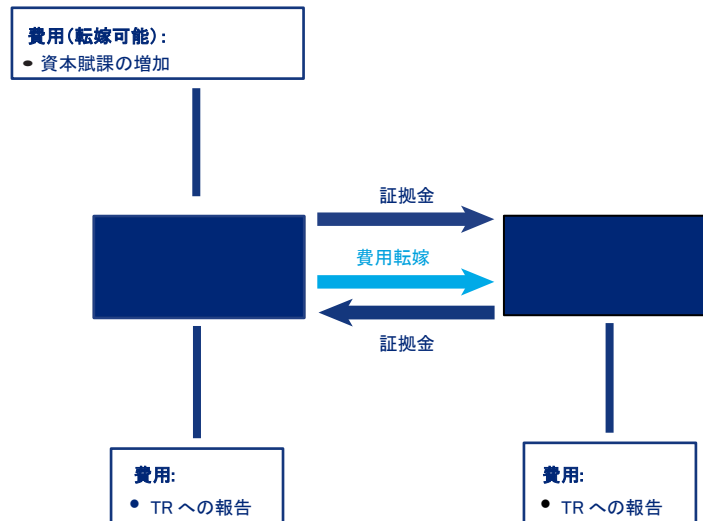 費用（転嫁可能）：
• 資本賦課の増加
証拠金
費用転嫁
証拠金
費用:
• TR への報告
費用:
• TR への報告